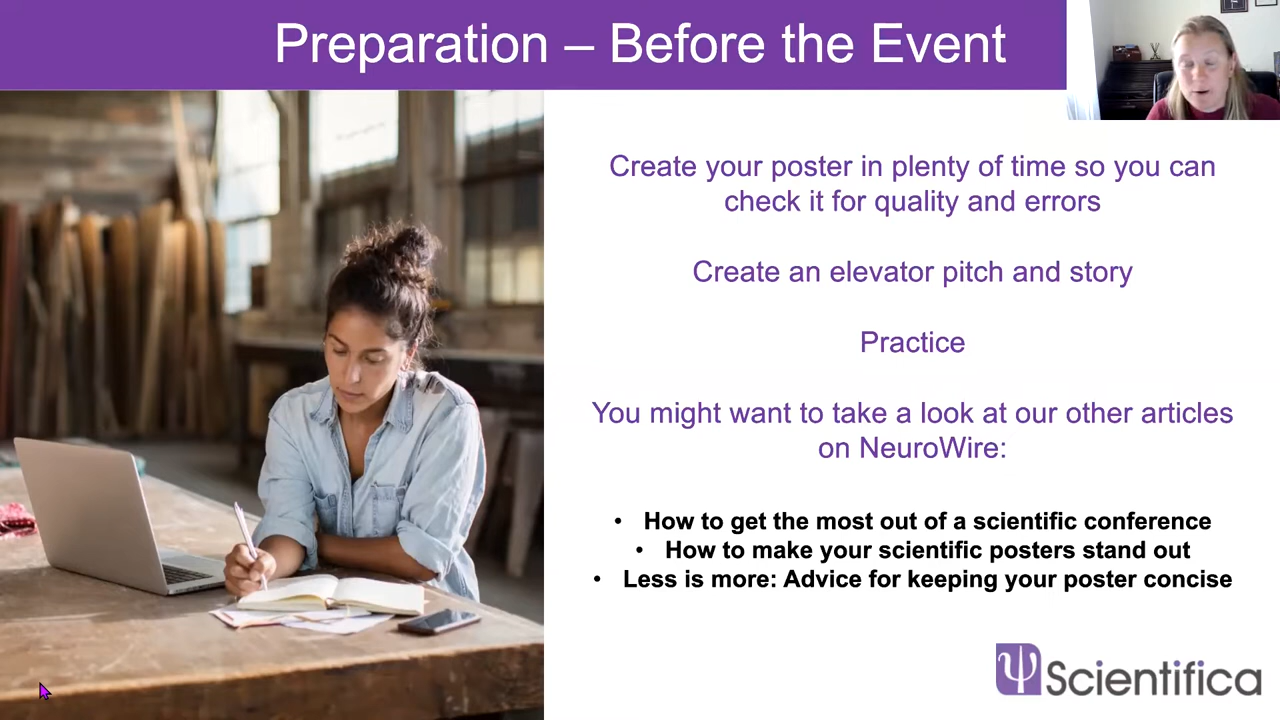 Preparation – Before the Event
Create your poster in plenty of time so you can
check it for quality and errors
Create an elevator pitch and story
Practice
You might want to take a look at our other articles
on NeuroWire:
• How to get the most out of a scientific conference
• How to make your scientific posters stand out
• Less is more: Advice for keeping your poster concise
ψ Scientifica